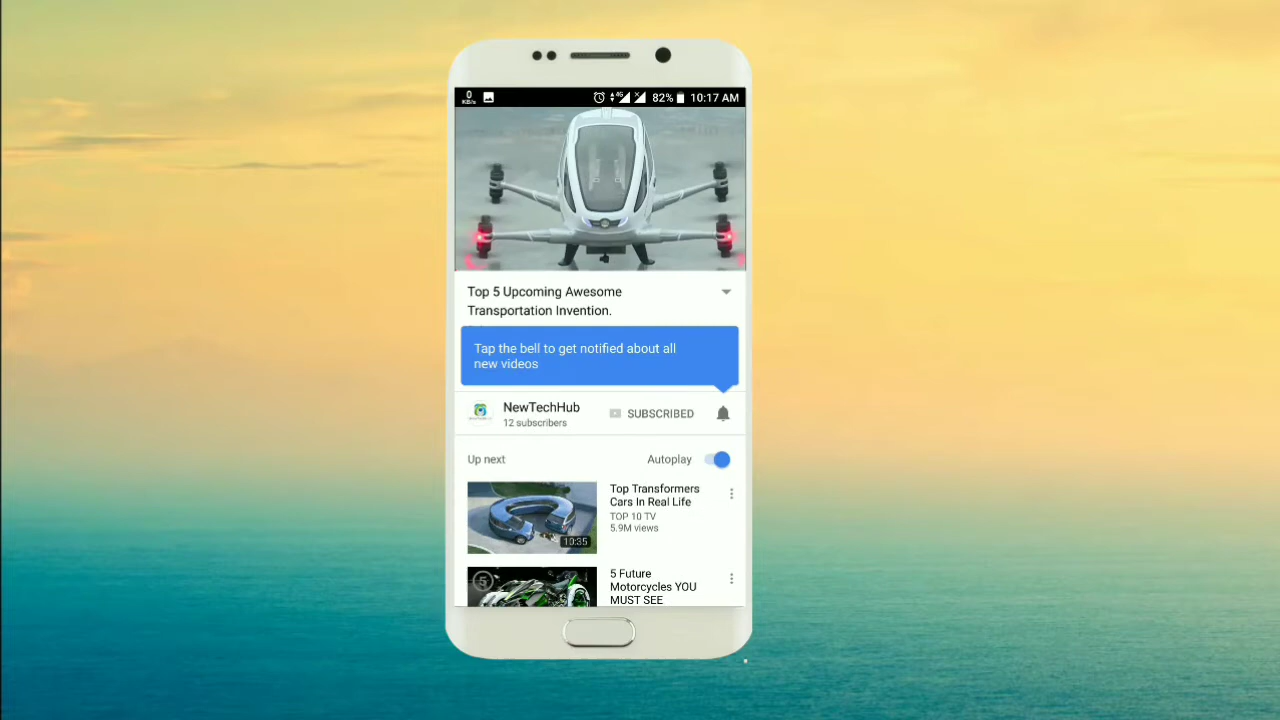 0
KB/s
4G
82%
10:17 AM
Top 5 Upcoming Awesome
Transportation Invention.
Tap the bell to get notified about all
new videos
NewTechHub
12 subscribers
SUBSCRIBED
Up next
Autoplay
10:35
Top Transformers
Cars In Real Life
TOP 10 TV
5.9M views
5
5 Future
Motorcycles YOU
MUST SEE